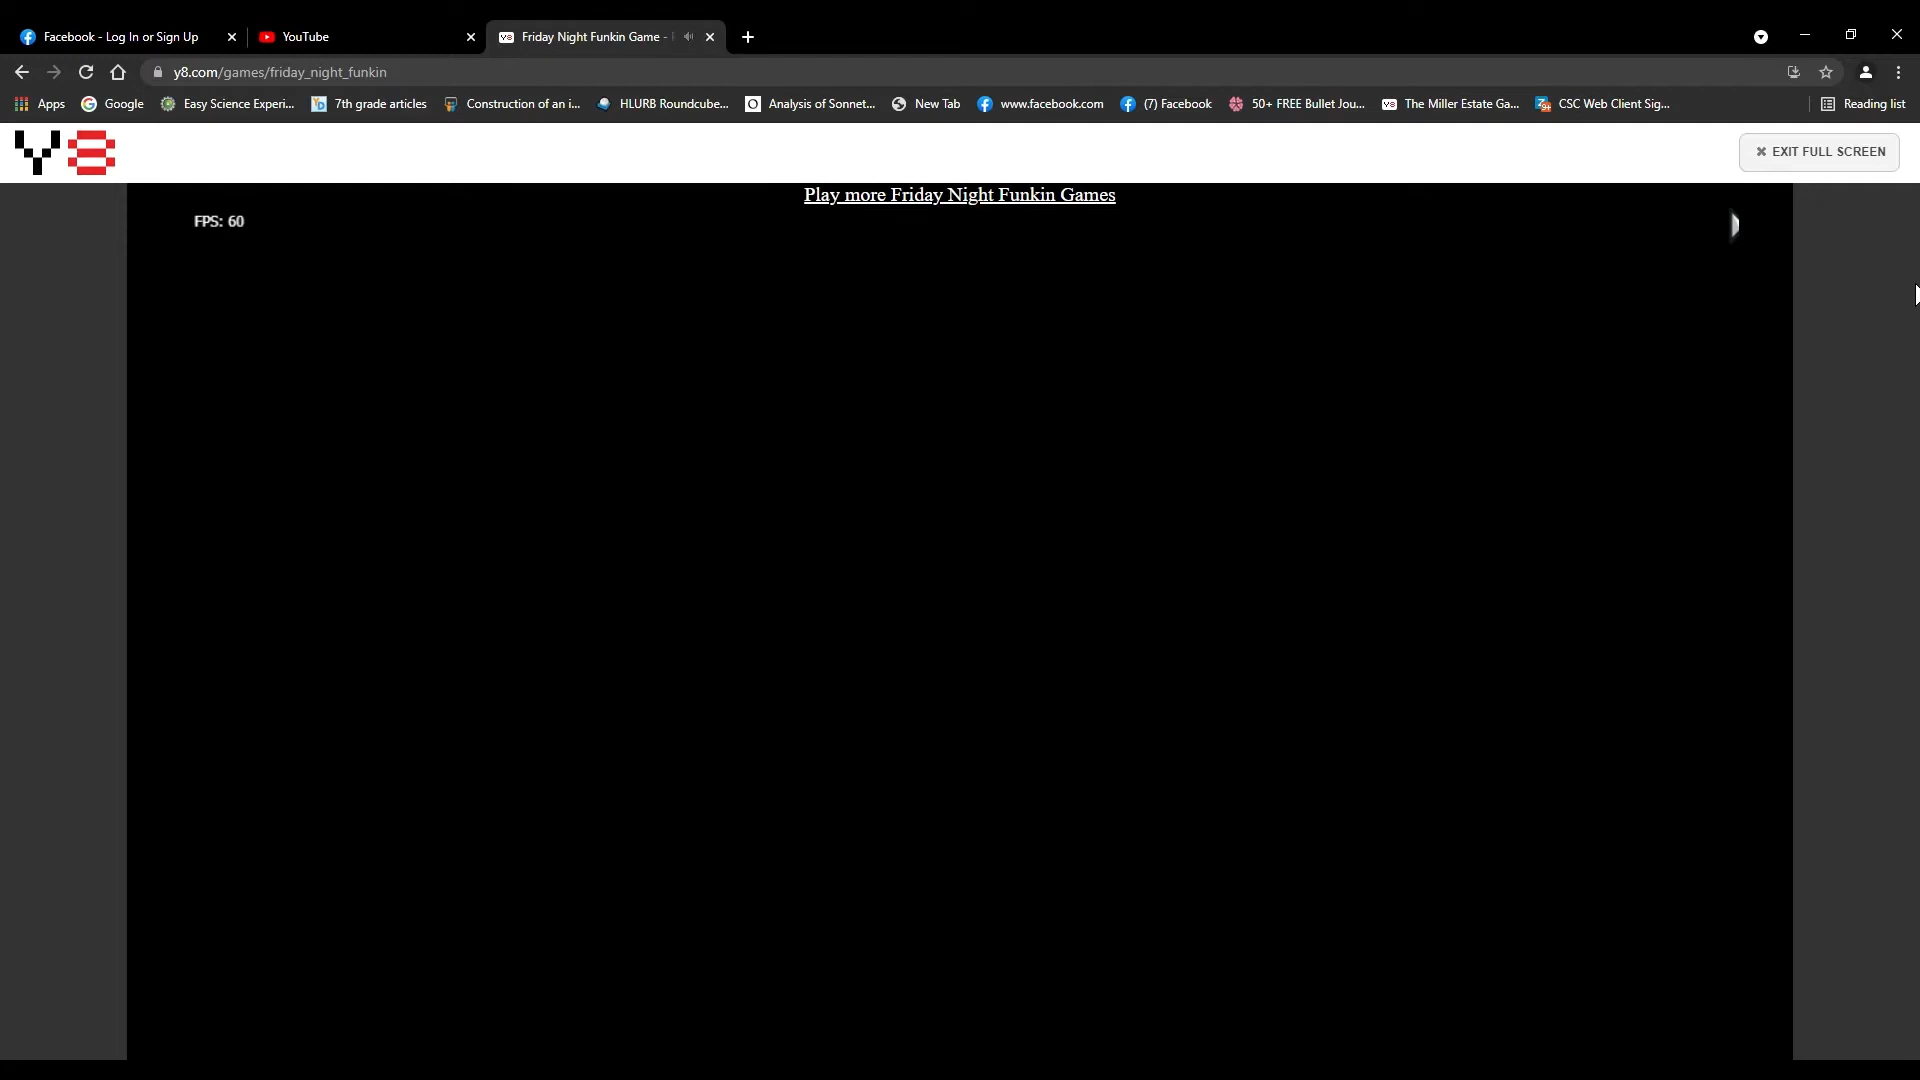 Facebook - Log In or Sign Up
YouTube
Friday Night Funkin Game -
y8.com/games/friday_night_funkin
Apps
Google
Easy Science Experi...
7th grade articles
Construction of an i...
HLURB Roundcube...
Analysis of Sonnet...
New Tab
www.facebook.com
(7) Facebook
50+ FREE Bullet Jou...
The Miller Estate Ga...
CSC Web Client Sig...
Reading list
Y8
EXIT FULL SCREEN
Play more Friday Night Funkin Games
FPS: 60